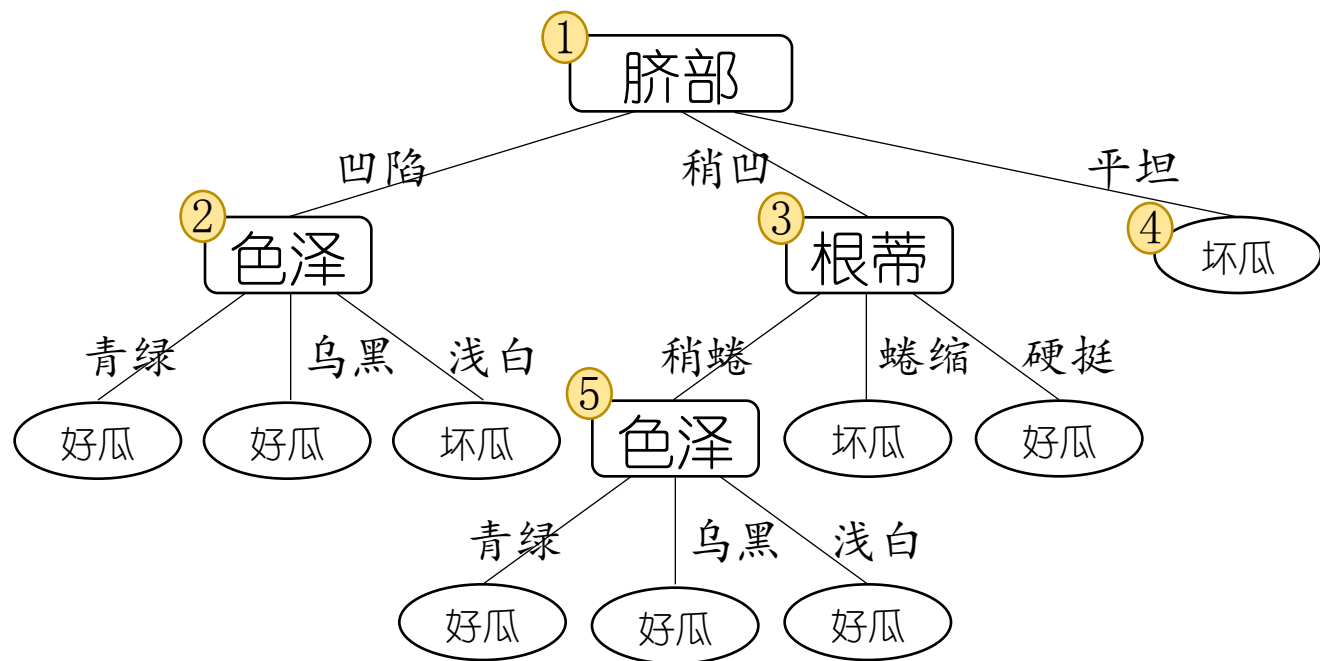 1
脐部
凹陷
稍凹
平坦
2
色泽
3
根蒂
4
坏瓜
青绿
乌黑
浅白
稍蜷
蜷缩
硬挺
好瓜
好瓜
坏瓜
5
色泽
坏瓜
好瓜
青绿
乌黑
浅白
好瓜
好瓜
好瓜